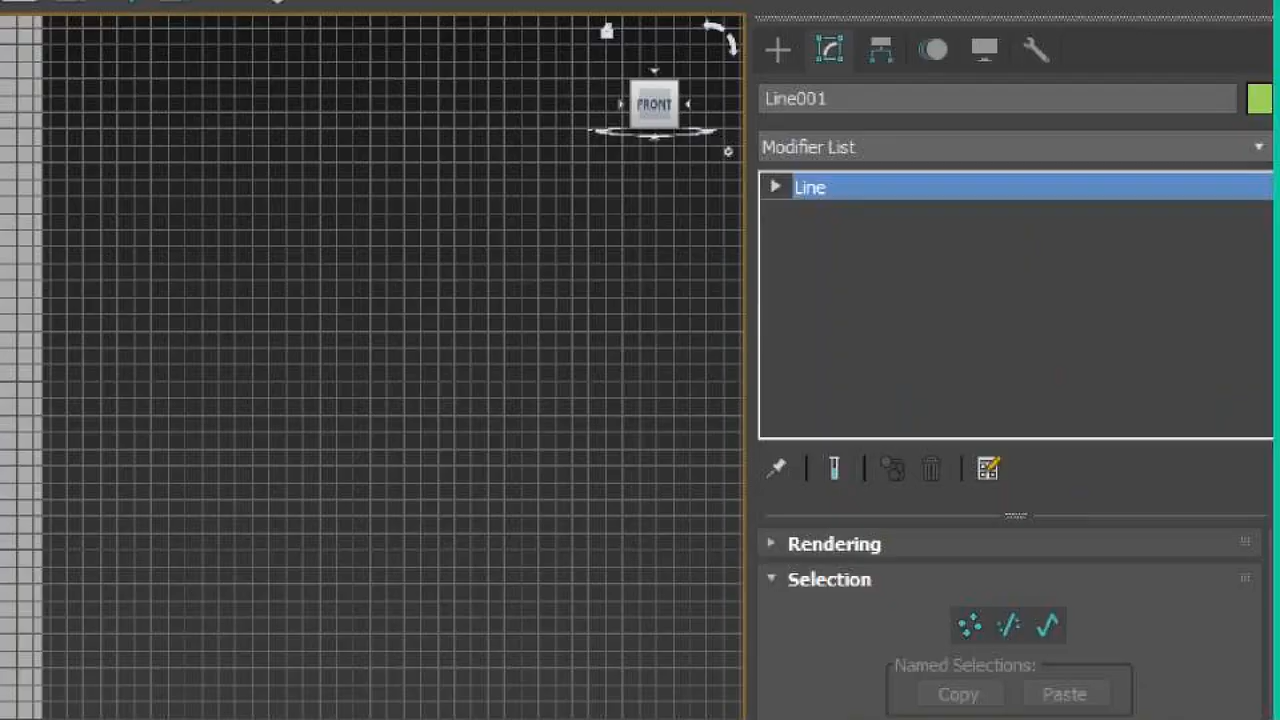 FRONT
Line001
Modifier List
Line
Rendering
Selection
Named Selections:
Copy
Paste